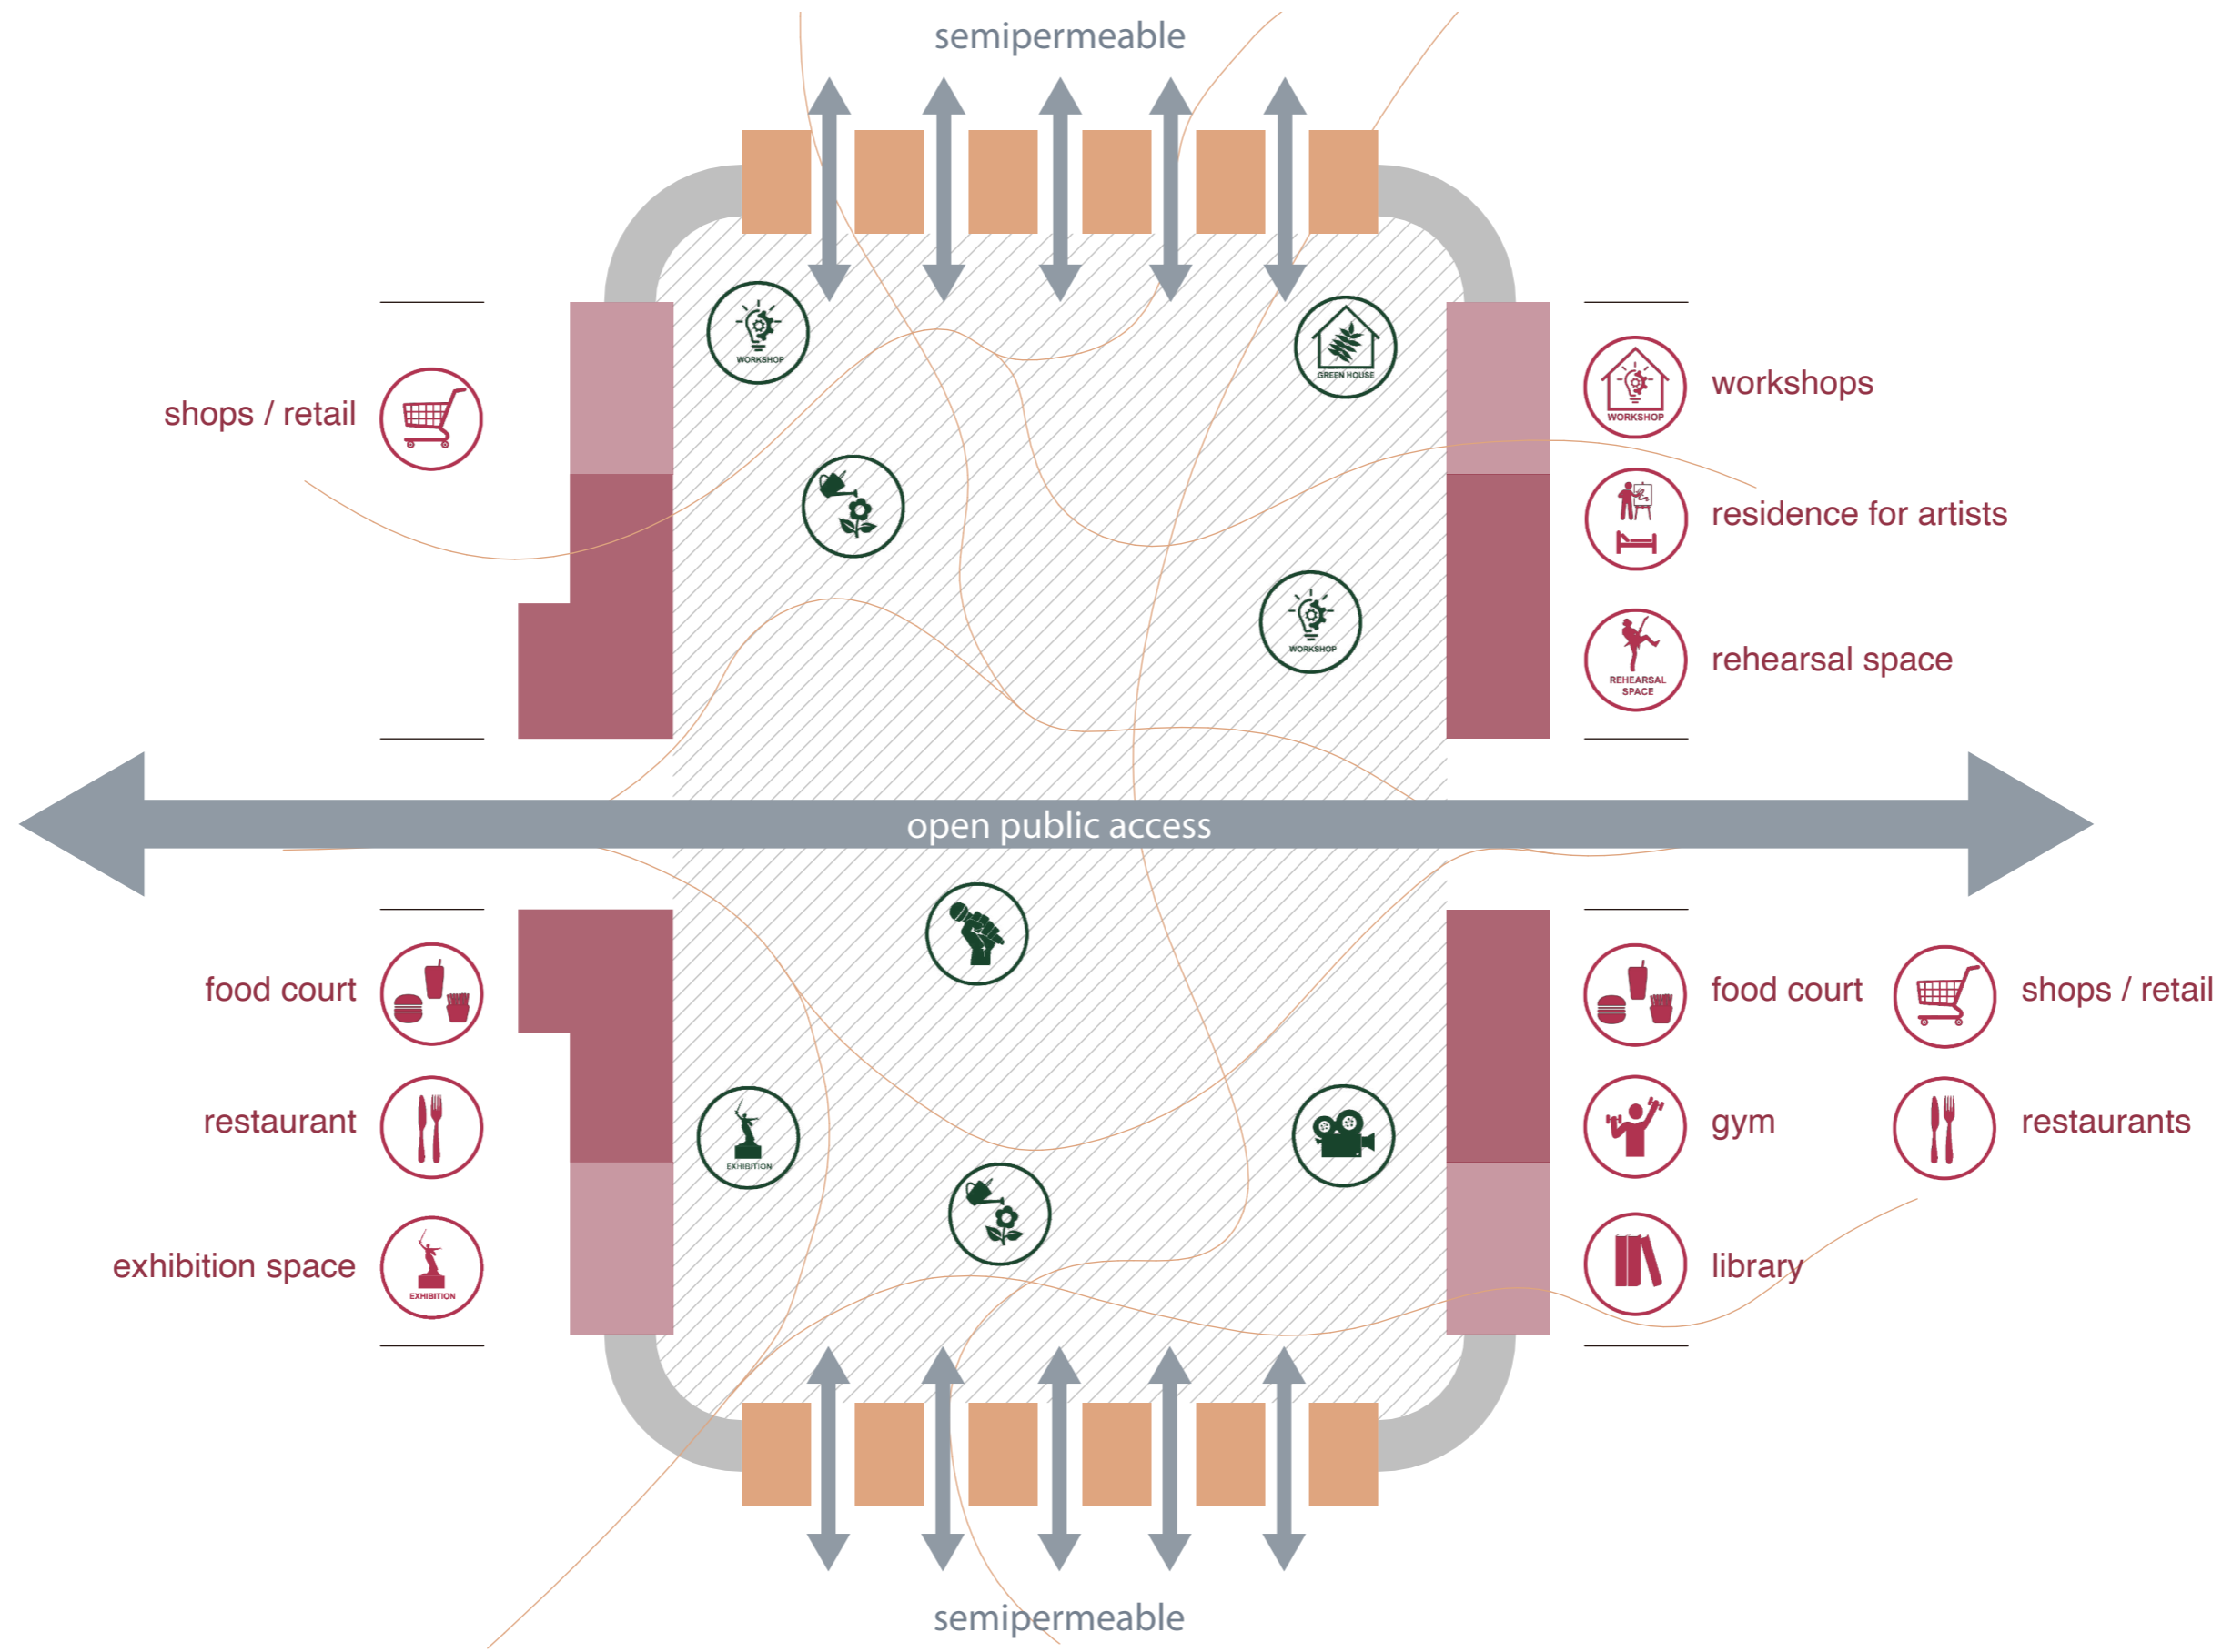 semipermeable
WORKSHOP
GREEN HOUSE
shops / retail
WORKSHOP
workshops
residence for artists
WORKSHOP
REHEARSAL
SPACE
rehearsal space
open public access
food court
food court
shops / retail
restaurant
gym
restaurants
EXHIBITION
exhibition space
EXHIBITION
library
semipermeable